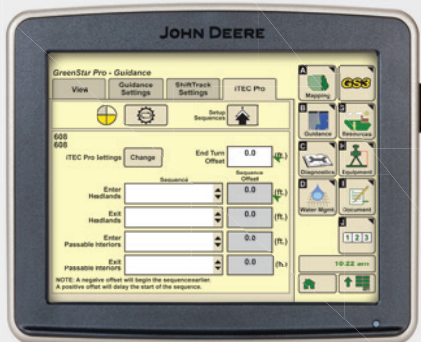 JOHN DEERE
GreenStar Pro - Guidance
View
Guidance Settings
ShiftTrack Settings
iTEC Pro
Setup Sequences
608
608
iTEC Pro Settings
Change
End Turn Offset
0.0
(ft.)
Sequence
Sequence Offset
Enter Headlands
0.0
(ft.)
Exit Headlands
0.0
(ft.)
Enter Passable Interiors
0.0
(ft.)
Exit Passable Interiors
0.0
(ft.)
NOTE: A negative offset will begin the sequence earlier.
A positive offset will delay the start of the sequence.
A
Mapping
GS3
B
Guidance
G
Resources
C
Diagnostics
H
Equipment
D
Water Mgmt.
I
Document
J
1 2 3
10:22 am